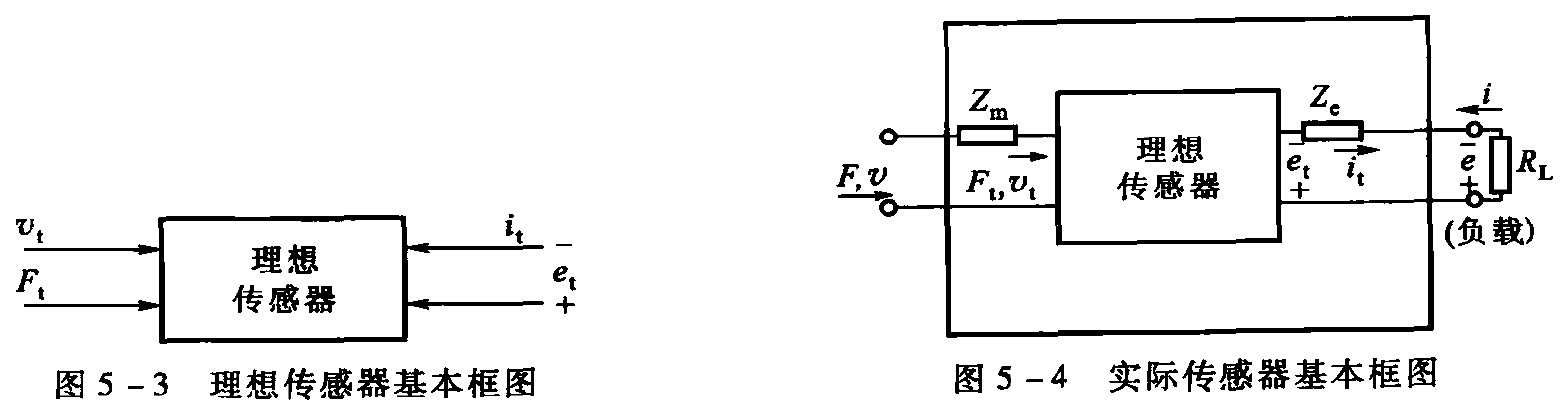 v_t
F_t
理想
传感器
i_t
−
e_t
+
图 5－3 理想传感器基本框图
F, v
Z_m
F_t, v_t
理想
传感器
Z_e
−
e_t
+
i_t
i
−
e
+
R_L
(负载)
图 5－4 实际传感器基本框图